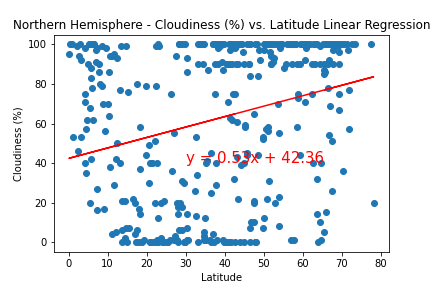 Northern Hemisphere - Cloudiness (%) vs. Latitude Linear Regression
100
80
60
40
20
0
Cloudiness (%)
y = 0.53x + 42.36
0 10 20 30 40 50 60 70 80
Latitude